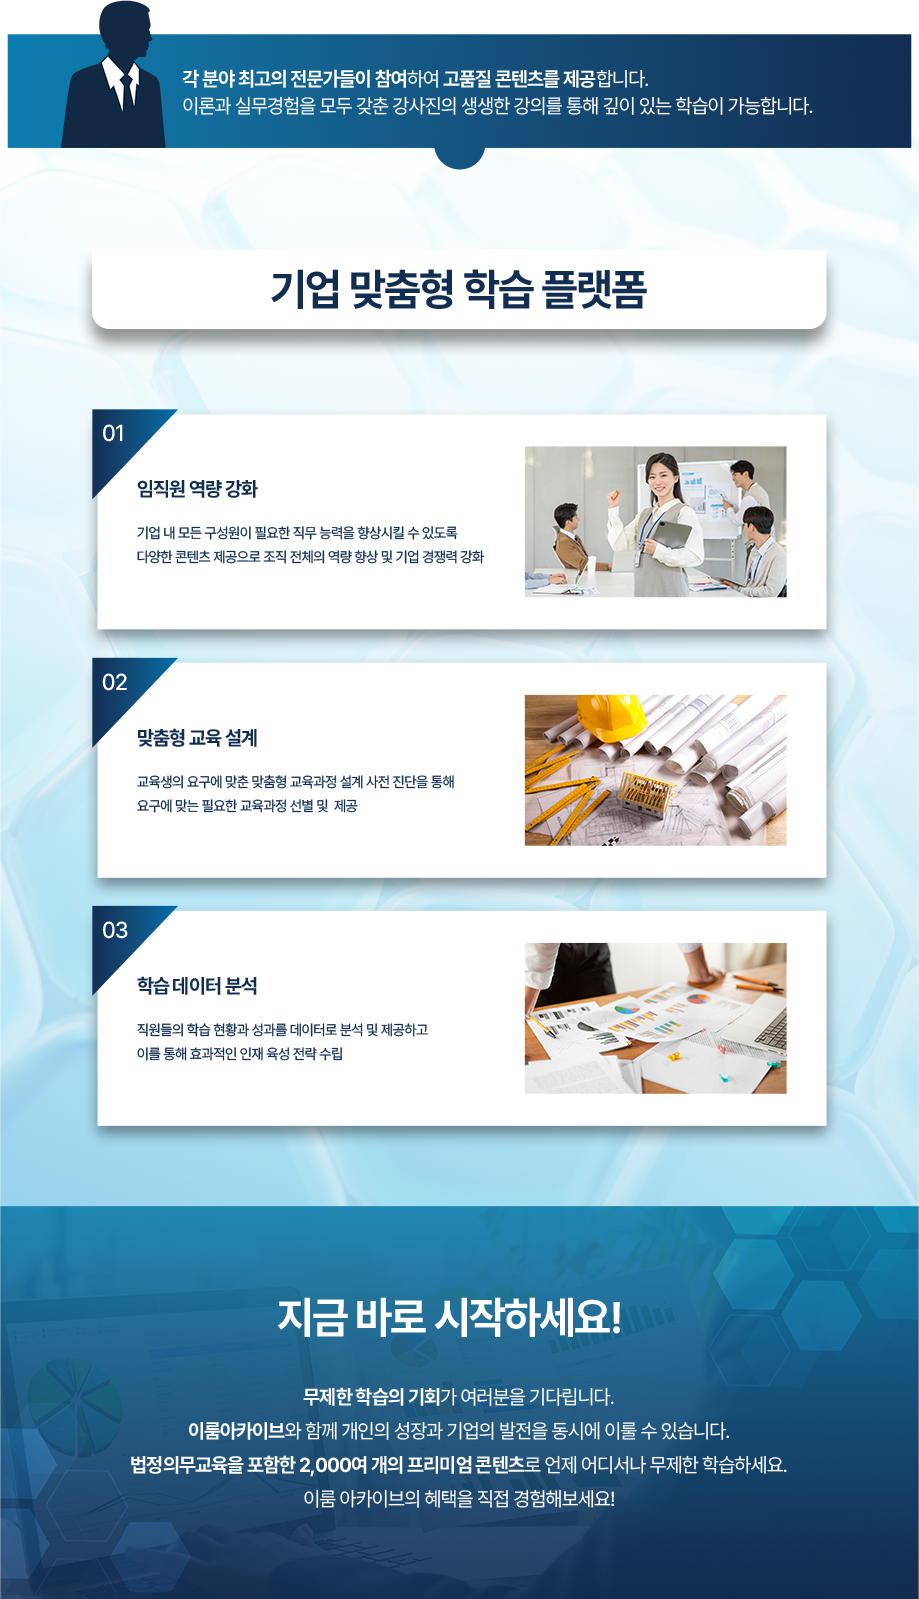 각 분야 최고의 전문가들이 참여하여 고품질 콘텐츠를 제공합니다.
이론과 실무경험을 모두 갖춘 강사진의 생생한 강의를 통해 깊이 있는 학습이 가능합니다.
기업 맞춤형 학습 플랫폼
01
임직원 역량 강화
기업 내 모든 구성원이 필요한 직무 능력을 향상시킬 수 있도록
다양한 콘텐츠 제공으로 조직 전체의 역량 향상 및 기업 경쟁력 강화
02
맞춤형 교육 설계
교육생의 요구에 맞춘 맞춤형 교육과정 설계 사전 진단을 통해
요구에 맞는 필요한 교육과정 선별 및 제공
03
학습 데이터 분석
직원들의 학습 현황과 성과를 데이터로 분석 및 제공하고
이를 통해 효과적인 인재 육성 전략 수립
지금 바로 시작하세요!
무제한 학습의 기회가 여러분을 기다립니다.
이룸아카이브와 함께 개인의 성장과 기업의 발전을 동시에 이룰 수 있습니다.
법정의무교육을 포함한 2,000여 개의 프리미엄 콘텐츠로 언제 어디서나 무제한 학습하세요.
이룸 아카이브의 혜택을 직접 경험해보세요!